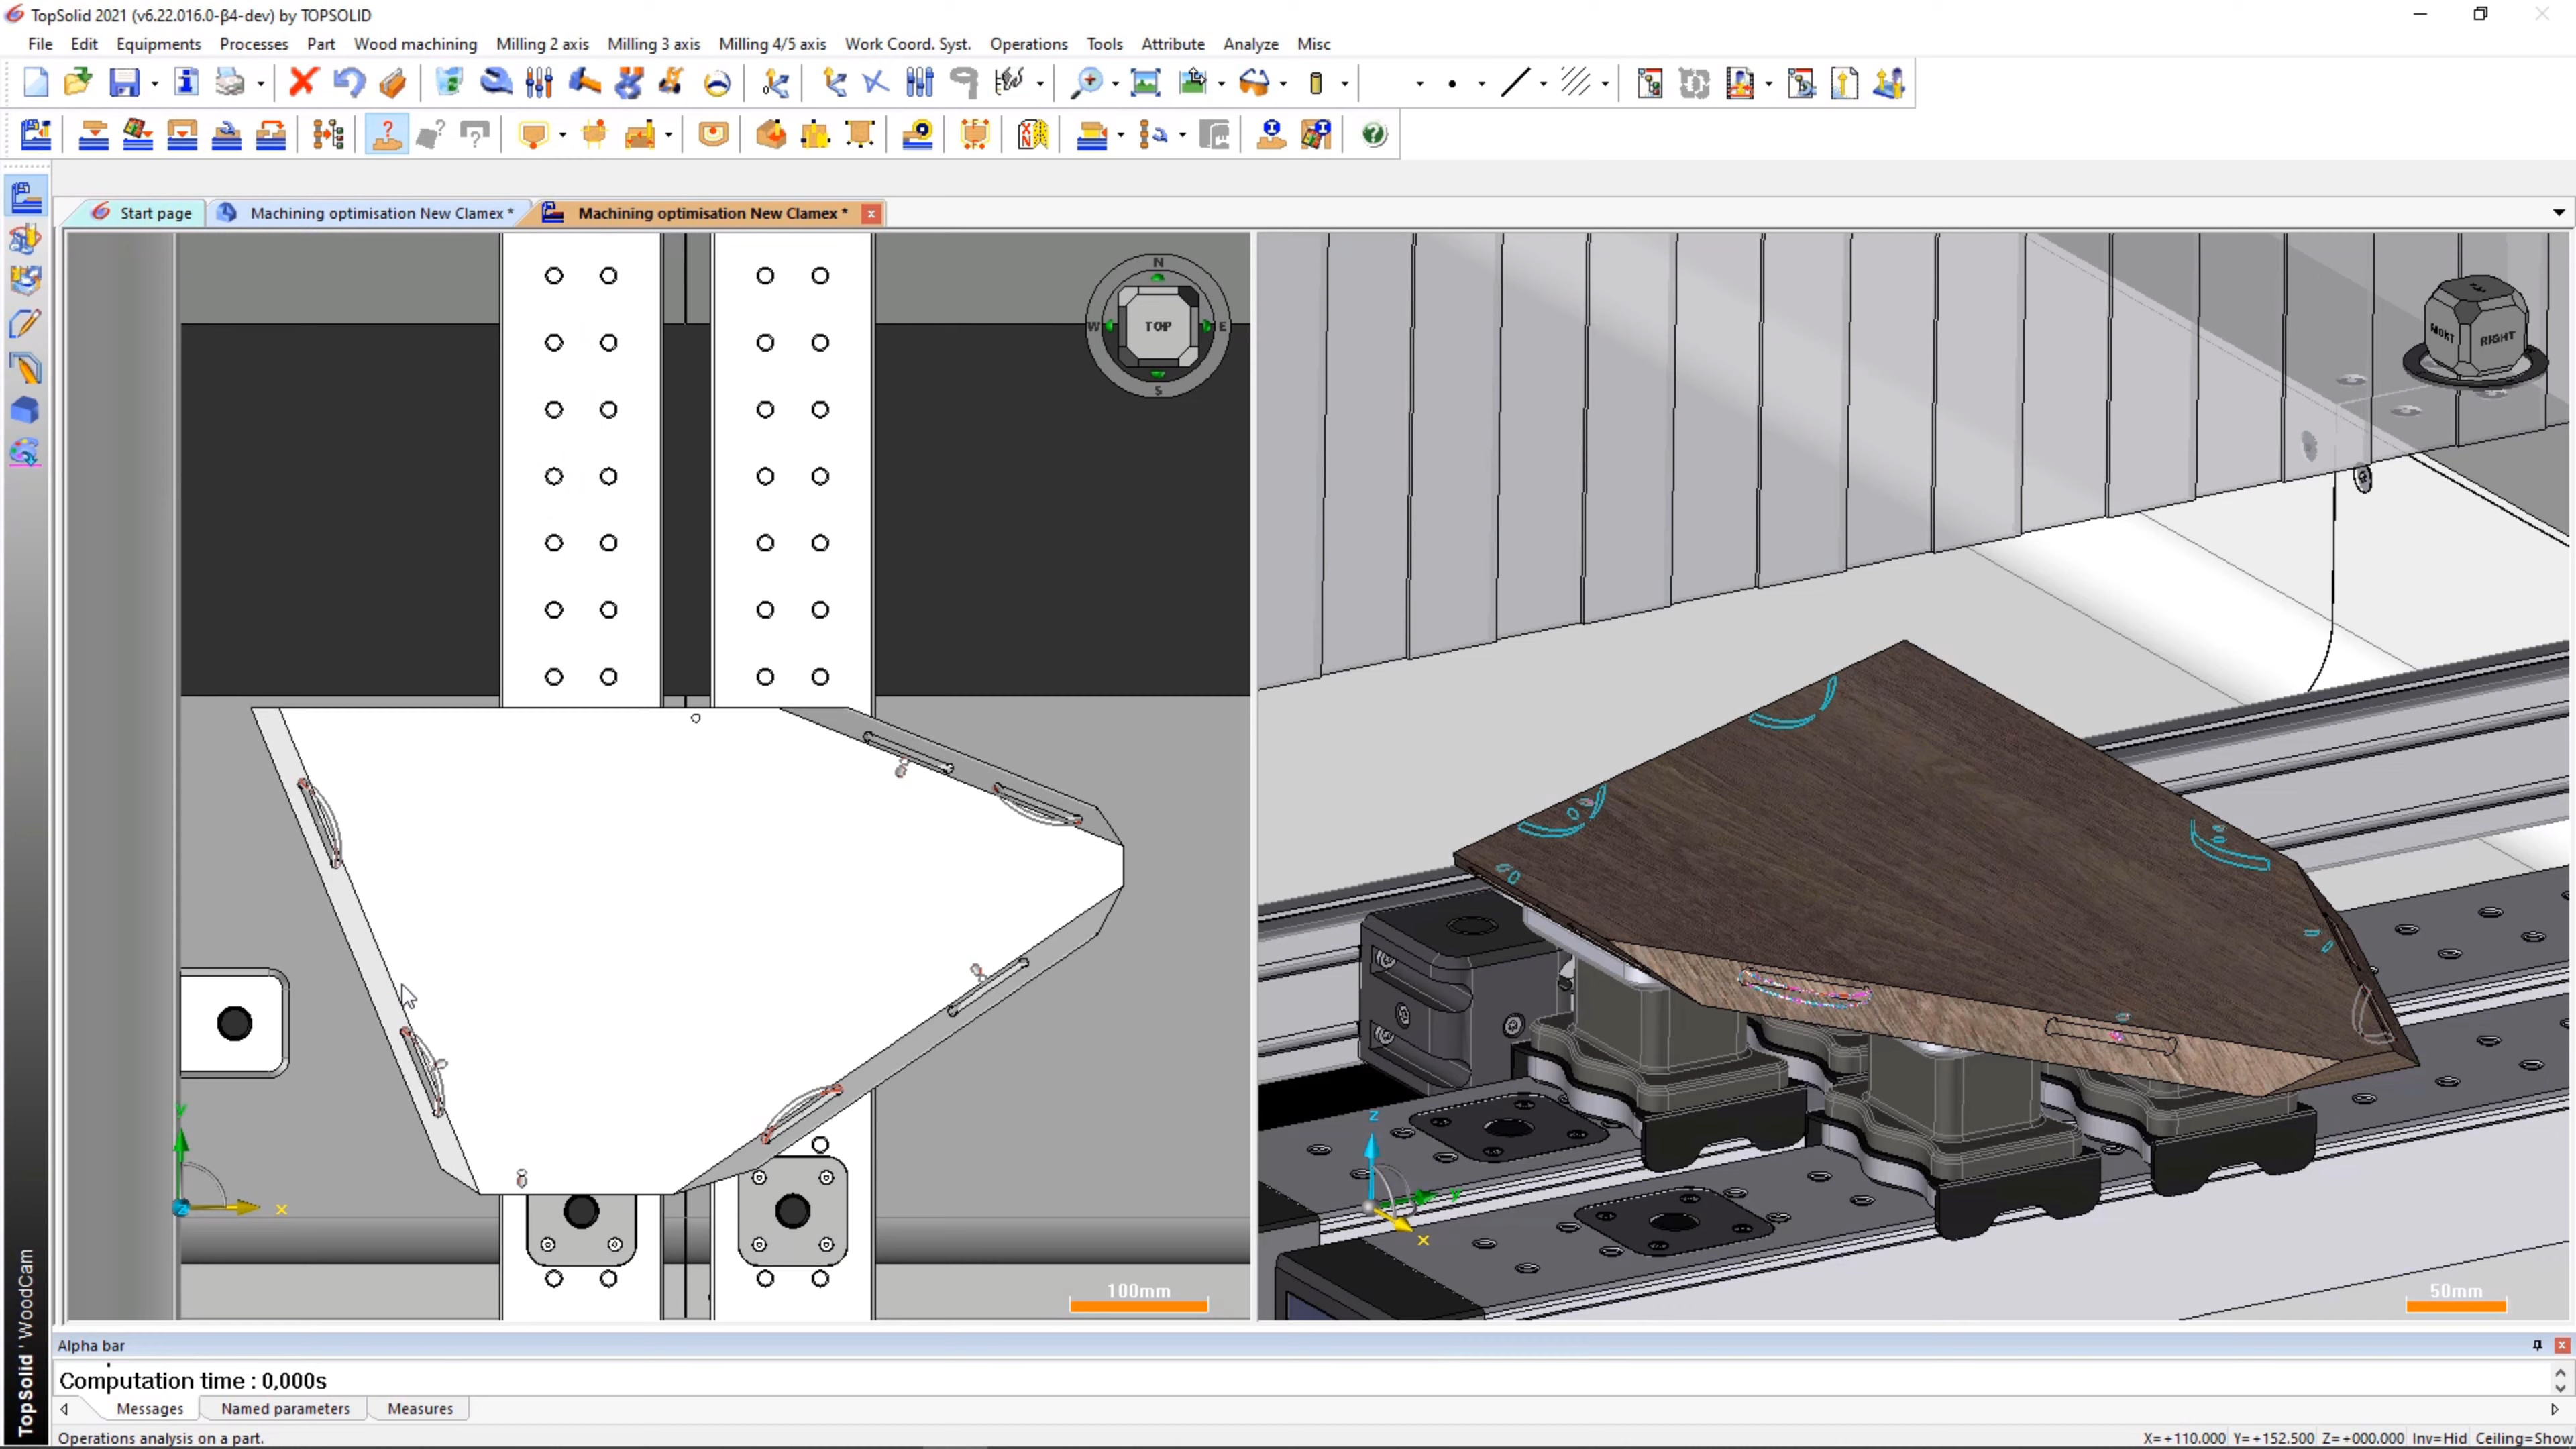 TopSolid 2021 (v6.22.016.0-β4-dev) by TOPSOLID
File Edit Equipments Processes Part Wood machining Milling 2 axis Milling 3 axis Milling 4/5 axis Work Coord. Syst. Operations Tools Attribute Analyze Misc
Start page
Machining optimisation New Clamex *
Machining optimisation New Clamex *
N
W TOP E
S
RIGHT
Y
Z
X
Z
Y
X
100mm
50mm
TopSolid ' WoodCam
Alpha bar
Computation time : 0,000s
Messages Named parameters Measures
Operations analysis on a part.
X=+110.000 Y=+152.500 Z=+000.000 Inv=Hid Ceiling=Show